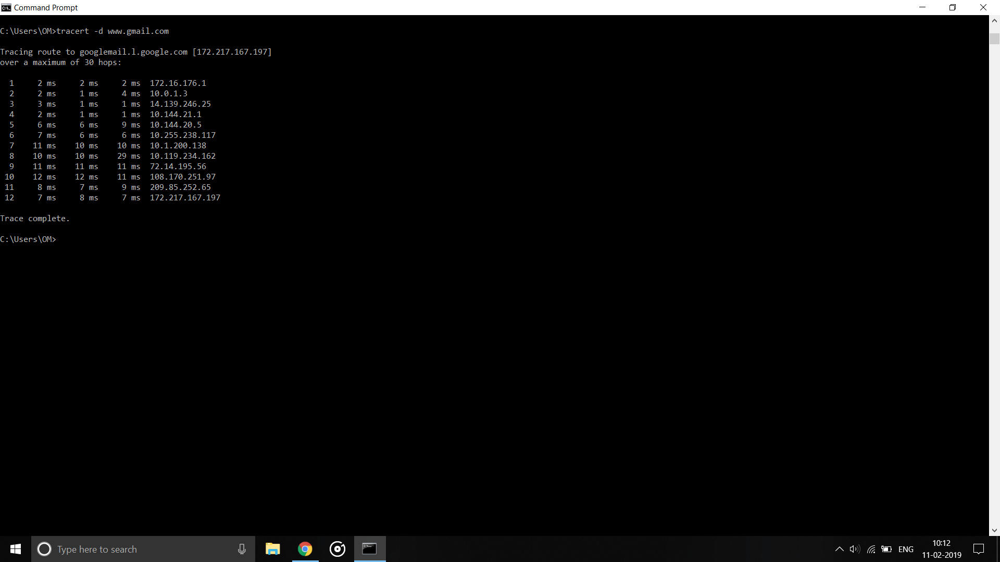 Command Prompt
C:\Users\OM>tracert -d www.gmail.com
Tracing route to googlemail.l.google.com [172.217.167.197]
over a maximum of 30 hops:
1 2 ms 2 ms 2 ms 172.16.176.1
2 2 ms 1 ms 4 ms 10.0.1.3
3 3 ms 1 ms 1 ms 14.139.246.25
4 2 ms 1 ms 1 ms 10.144.21.1
5 6 ms 6 ms 9 ms 10.144.20.5
6 7 ms 6 ms 6 ms 10.255.238.117
7 11 ms 10 ms 10 ms 10.1.200.138
8 10 ms 10 ms 29 ms 10.119.234.162
9 11 ms 11 ms 11 ms 72.14.195.56
10 12 ms 12 ms 11 ms 108.170.251.97
11 8 ms 7 ms 9 ms 209.85.252.65
12 7 ms 8 ms 7 ms 172.217.167.197
Trace complete.
C:\Users\OM>
Type here to search
ENG
10:12
11-02-2019